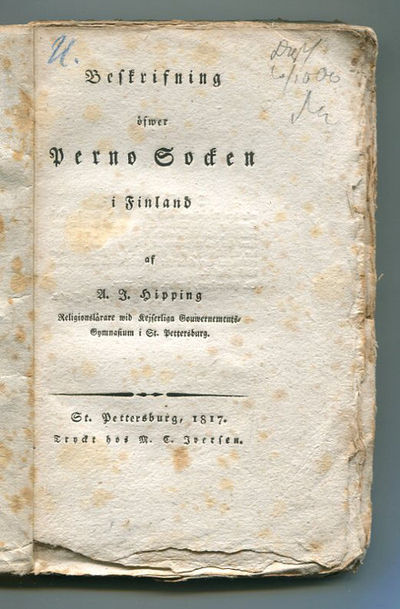 U.
Beskrifning
öfwer
Perno Socken
i Finland
af
A. J. Hipping
Religionslärare wid Kejserliga Gouwernements-
Gymnasium i St. Pettersburg.
St. Pettersburg, 1817.
Tryckt hos M. C. Iversen.